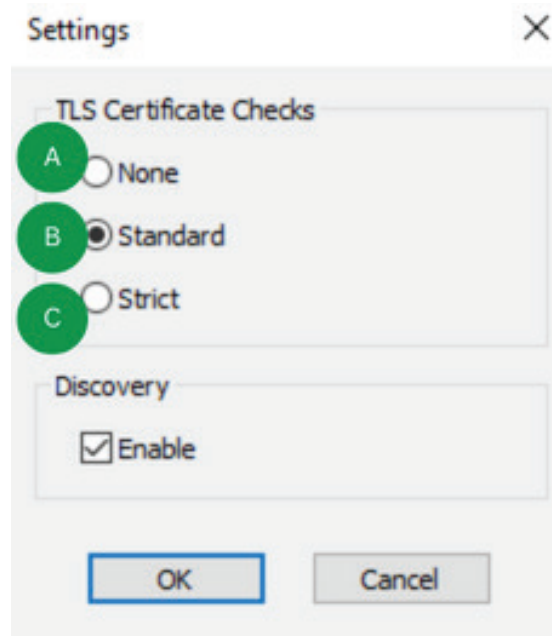 Settings
TLS Certificate Checks
A None
B Standard
C Strict
Discovery
Enable
OK Cancel